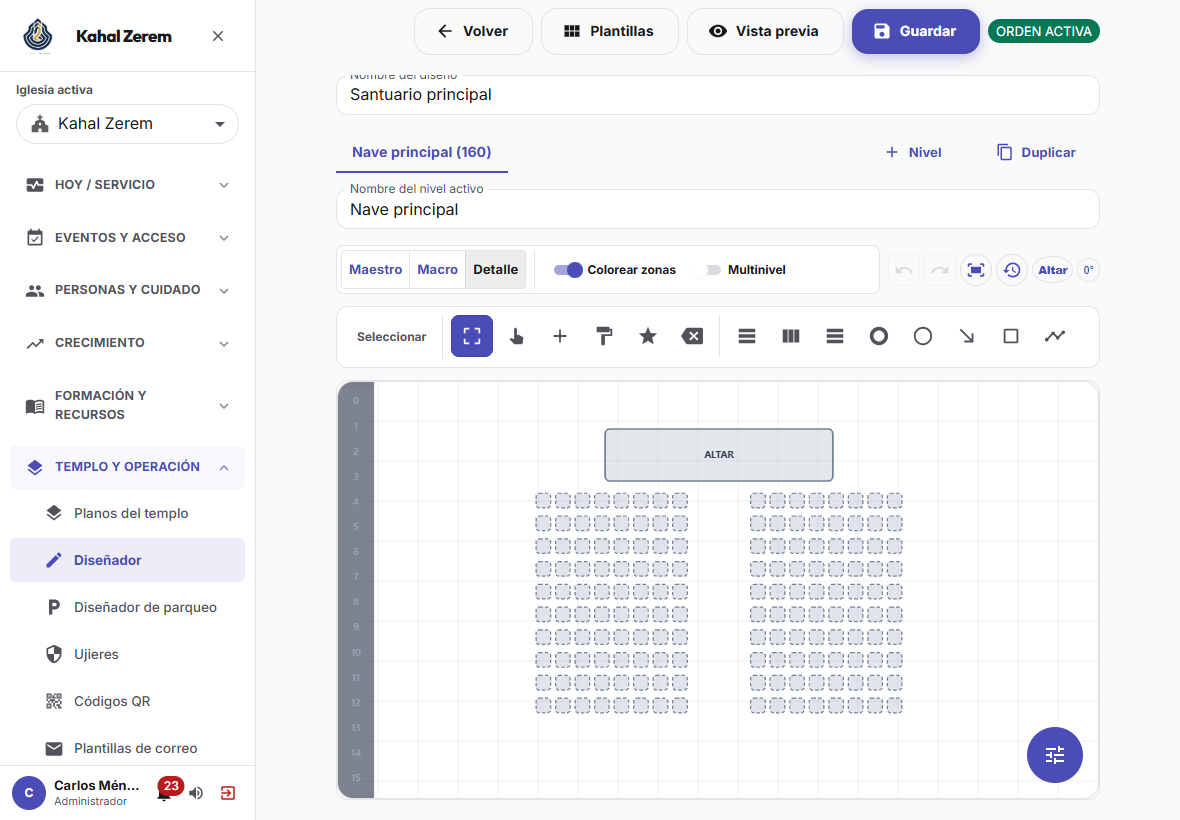 Kahal Zerem
Volver
Plantillas
Vista previa
Guardar
ORDEN ACTIVA
Iglesia activa
Kahal Zerem
HOY / SERVICIO
EVENTOS Y ACCESO
PERSONAS Y CUIDADO
CRECIMIENTO
FORMACIÓN Y
RECURSOS
TEMPLO Y OPERACIÓN
Planos del templo
Diseñador
Diseñador de parqueo
Ujieres
Códigos QR
Plantillas de correo
C
Carlos Mén...
Administrador
23
Nombre del diseño
Santuario principal
Nave principal (160)
Nivel
Duplicar
Nombre del nivel activo
Nave principal
Maestro
Macro
Detalle
Colorear zonas
Multinivel
Altar
0°
Seleccionar
0
1
2
3
4
5
6
7
8
9
10
11
12
13
14
15
ALTAR